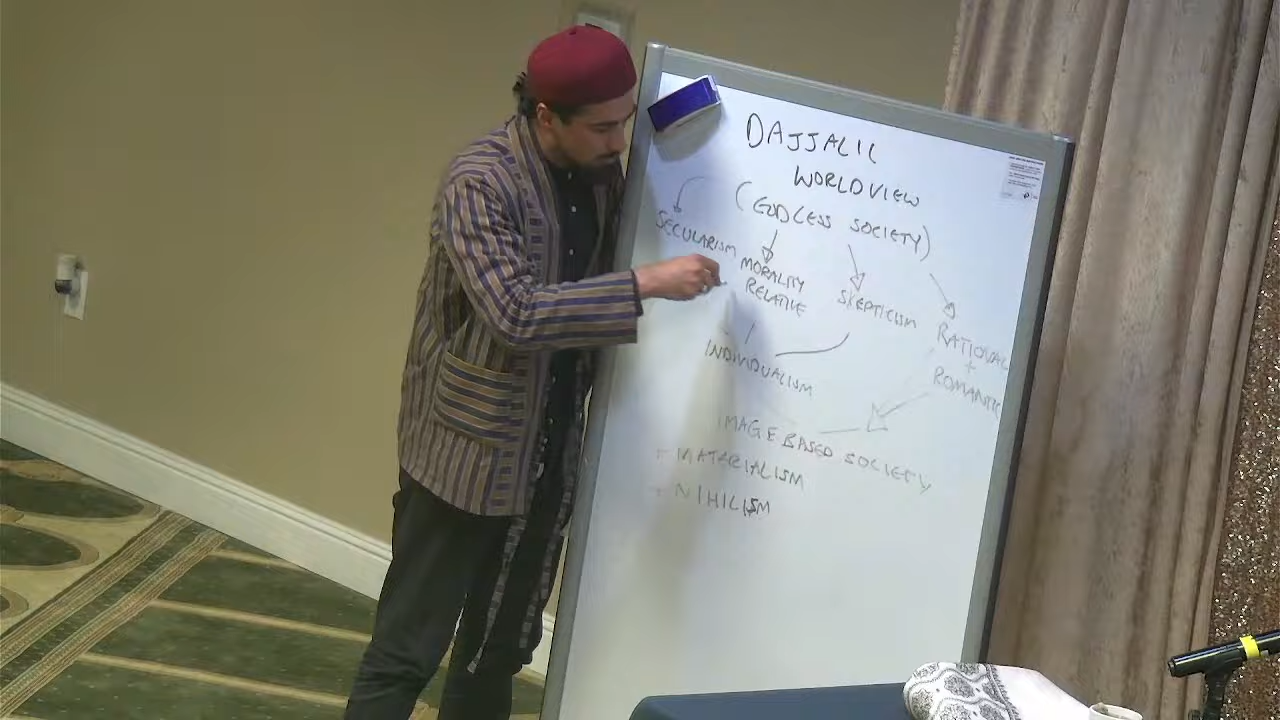 DAJJALIC
WORLDVIEW
(GODLESS SOCIETY)
SECULARISM
MORALITY
RELATIVE
SKEPTICISM
RATIONAL
+
ROMANTIC
INDIVIDUALISM
IMAGE BASED SOCIETY
+ MATERIALISM
+ NIHILISM